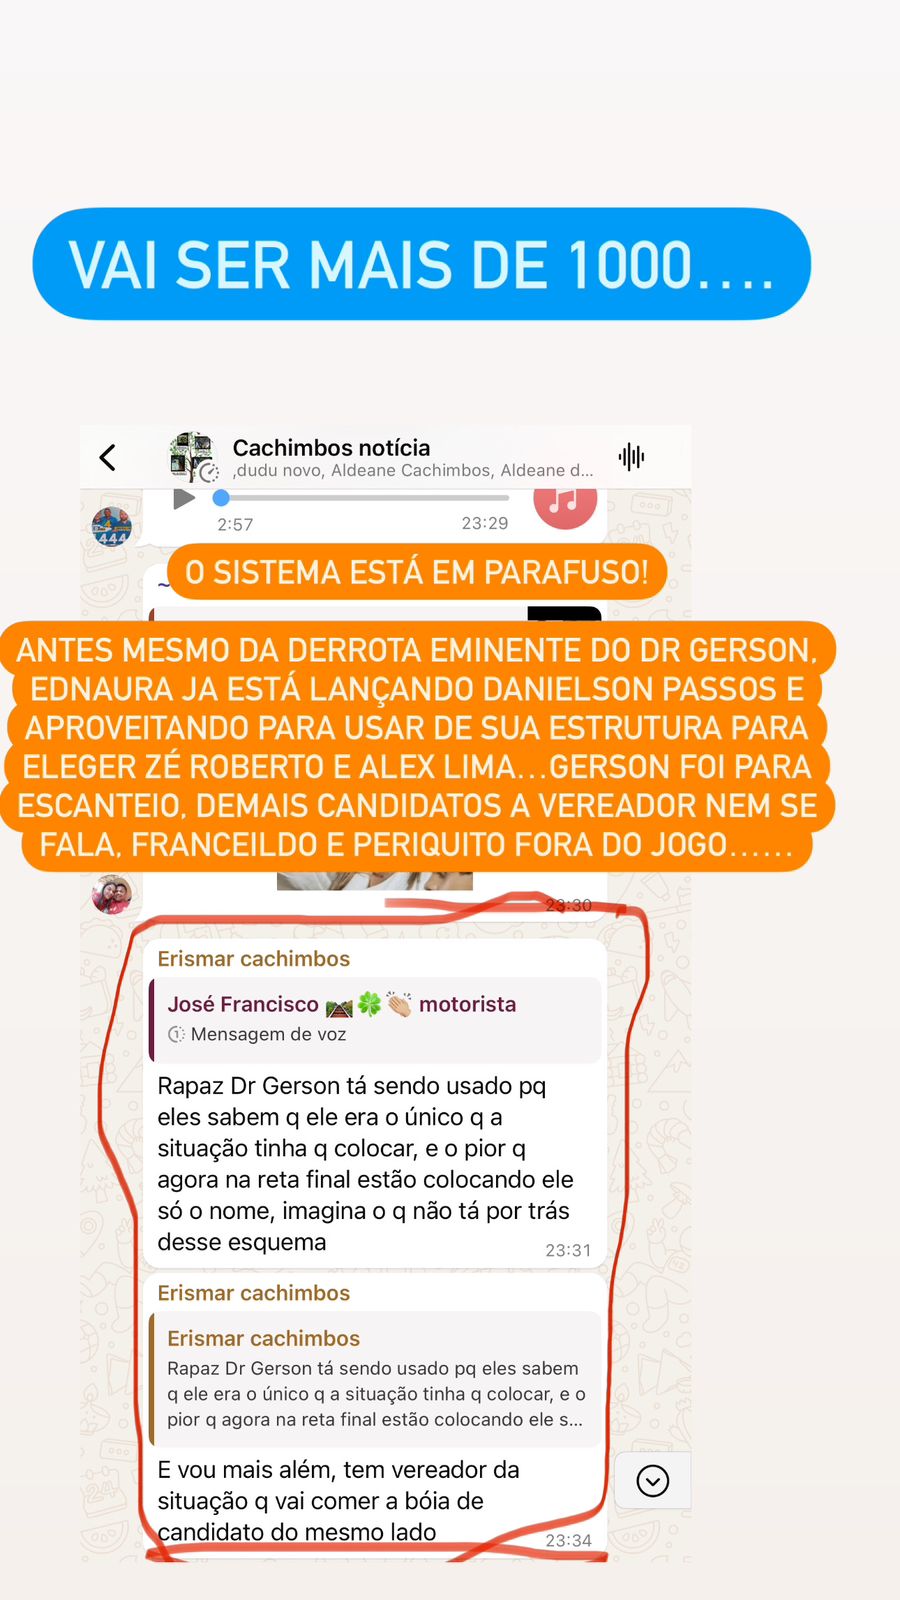 VAI SER MAIS DE 1000....
Cachimbos notícia
,dudu novo, Aldeane Cachimbos, Aldeane d...
2:57
23:29
444
O SISTEMA ESTÁ EM PARAFUSO!
~
ANTES MESMO DA DERROTA EMINENTE DO DR GERSON,
EDNAURA JA ESTÁ LANÇANDO DANIELSON PASSOS E
APROVEITANDO PARA USAR DE SUA ESTRUTURA PARA
ELEGER ZÉ ROBERTO E ALEX LIMA...GERSON FOI PARA
ESCANTEIO, DEMAIS CANDIDATOS A VEREADOR NEM SE
FALA, FRANCEILDO E PERIQUITO FORA DO JOGO......
23:30
Erismar cachimbos
José Francisco 🛤️🍀👏🏼 motorista
Mensagem de voz
Rapaz Dr Gerson tá sendo usado pq
eles sabem q ele era o único q a
situação tinha q colocar, e o pior q
agora na reta final estão colocando ele
só o nome, imagina o q não tá por trás
desse esquema
23:31
Erismar cachimbos
Erismar cachimbos
Rapaz Dr Gerson tá sendo usado pq eles sabem
q ele era o único q a situação tinha q colocar, e o
pior q agora na reta final estão colocando ele s...
E vou mais além, tem vereador da
situação q vai comer a bóia de
candidato do mesmo lado
23:34